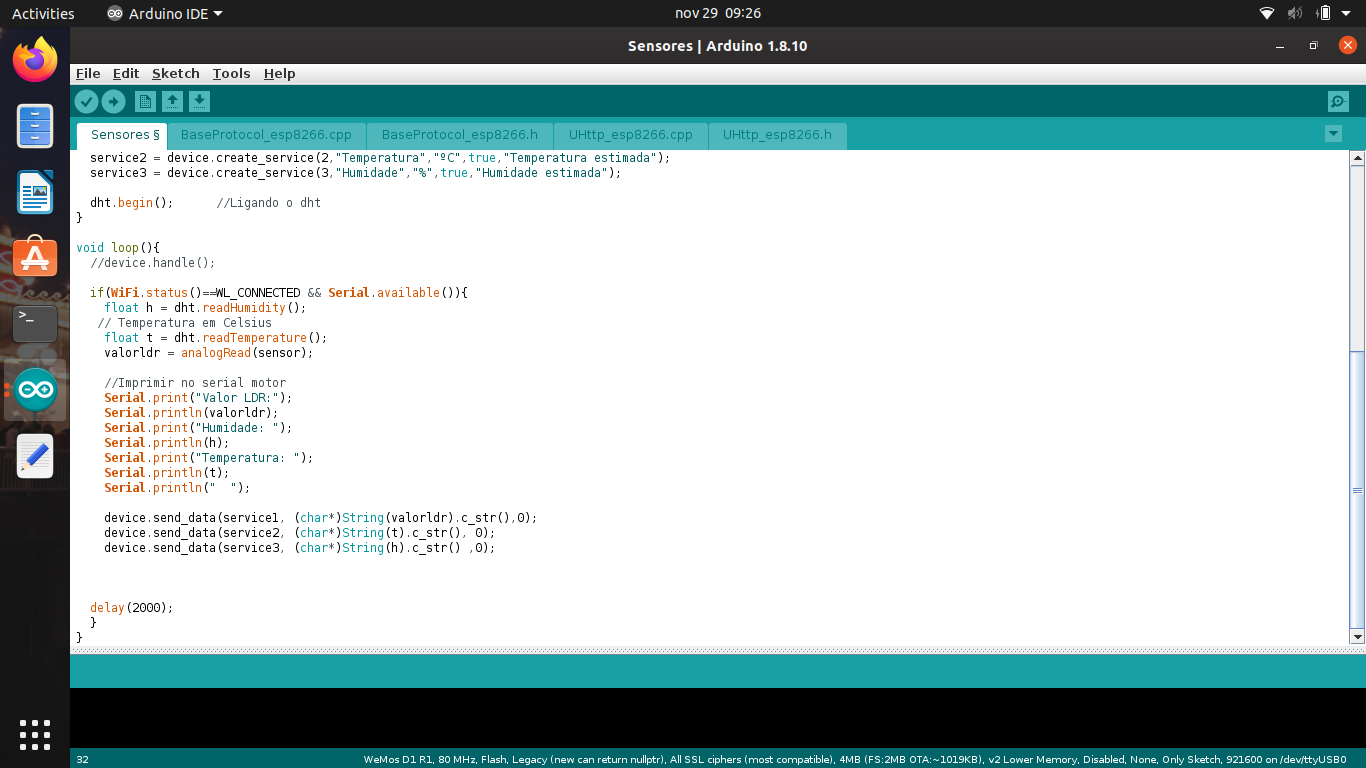 Activities Arduino IDE nov 29 09:26
Sensores | Arduino 1.8.10
File Edit Sketch Tools Help
Sensores § BaseProtocol_esp8266.cpp BaseProtocol_esp8266.h UHttp_esp8266.cpp UHttp_esp8266.h
service2 = device.create_service(2,"Temperatura","ºC",true,"Temperatura estimada");
service3 = device.create_service(3,"Humidade","%",true,"Humidade estimada");
dht.begin(); //Ligando o dht
}
void loop(){
//device.handle();
if(WiFi.status()==WL_CONNECTED && Serial.available()){
float h = dht.readHumidity();
// Temperatura em Celsius
float t = dht.readTemperature();
valorldr = analogRead(sensor);
//Imprimir no serial motor
Serial.print("Valor LDR:");
Serial.println(valorldr);
Serial.print("Humidade: ");
Serial.println(h);
Serial.print("Temperatura: ");
Serial.println(t);
Serial.println("  ");
device.send_data(service1, (char*)String(valorldr).c_str(),0);
device.send_data(service2, (char*)String(t).c_str(), 0);
device.send_data(service3, (char*)String(h).c_str() ,0);
delay(2000);
}
}
32 WeMos D1 R1, 80 MHz, Flash, Legacy (new can return nullptr), All SSL ciphers (most compatible), 4MB (FS:2MB OTA:~1019KB), v2 Lower Memory, Disabled, None, Only Sketch, 921600 on /dev/ttyUSB0